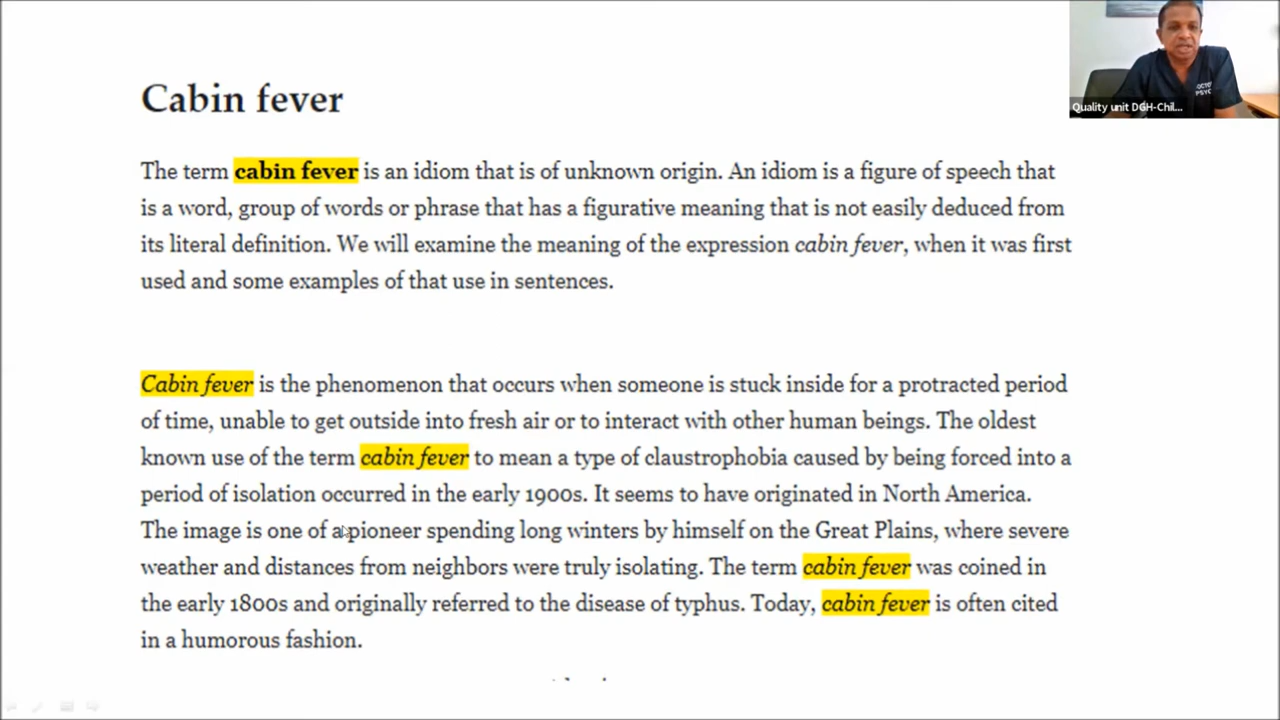 Cabin fever
The term cabin fever is an idiom that is of unknown origin. An idiom is a figure of speech that
is a word, group of words or phrase that has a figurative meaning that is not easily deduced from
its literal definition. We will examine the meaning of the expression cabin fever, when it was first
used and some examples of that use in sentences.
Cabin fever is the phenomenon that occurs when someone is stuck inside for a protracted period
of time, unable to get outside into fresh air or to interact with other human beings. The oldest
known use of the term cabin fever to mean a type of claustrophobia caused by being forced into a
period of isolation occurred in the early 1900s. It seems to have originated in North America.
The image is one of a pioneer spending long winters by himself on the Great Plains, where severe
weather and distances from neighbors were truly isolating. The term cabin fever was coined in
the early 1800s and originally referred to the disease of typhus. Today, cabin fever is often cited
in a humorous fashion.
Quality unit DGH-Chil...